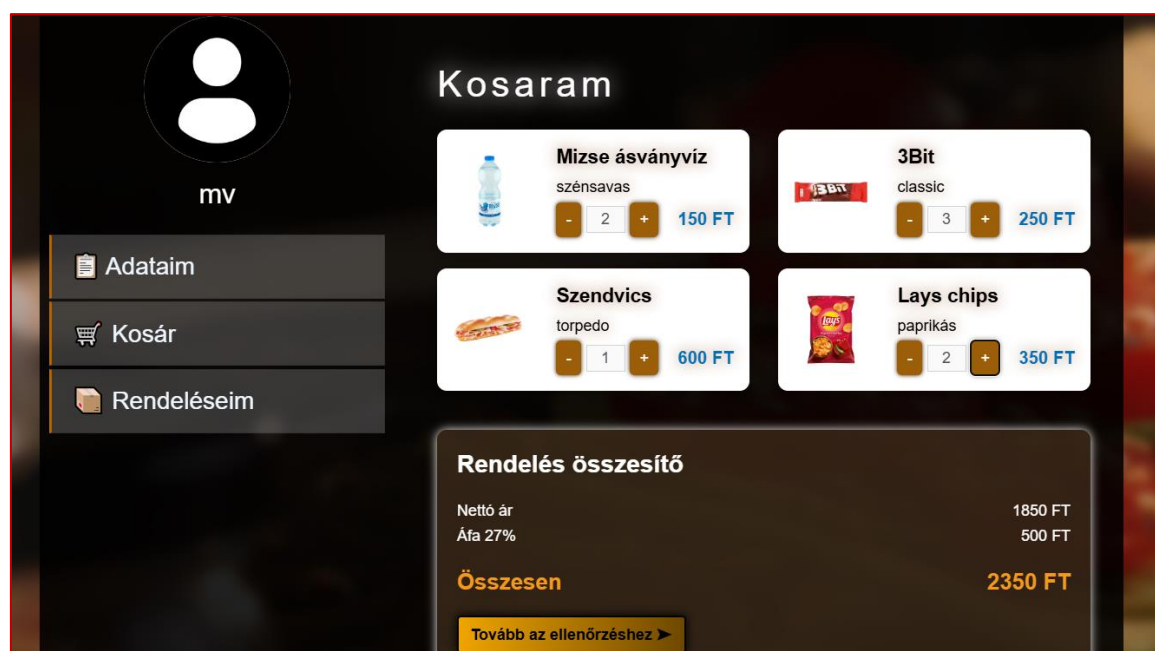 mv
Adataim
Kosár
Rendeléseim
Kosaram
Mizse ásványvíz
szénsavas
- 2 + 150 FT
3Bit
classic
- 3 + 250 FT
Szendvics
torpedo
- 1 + 600 FT
Lays chips
paprikás
- 2 + 350 FT
3BiT
Lay's
Rendelés összesítő
Nettó ár 1850 FT
Áfa 27% 500 FT
Összesen 2350 FT
Tovább az ellenőrzéshez ➤